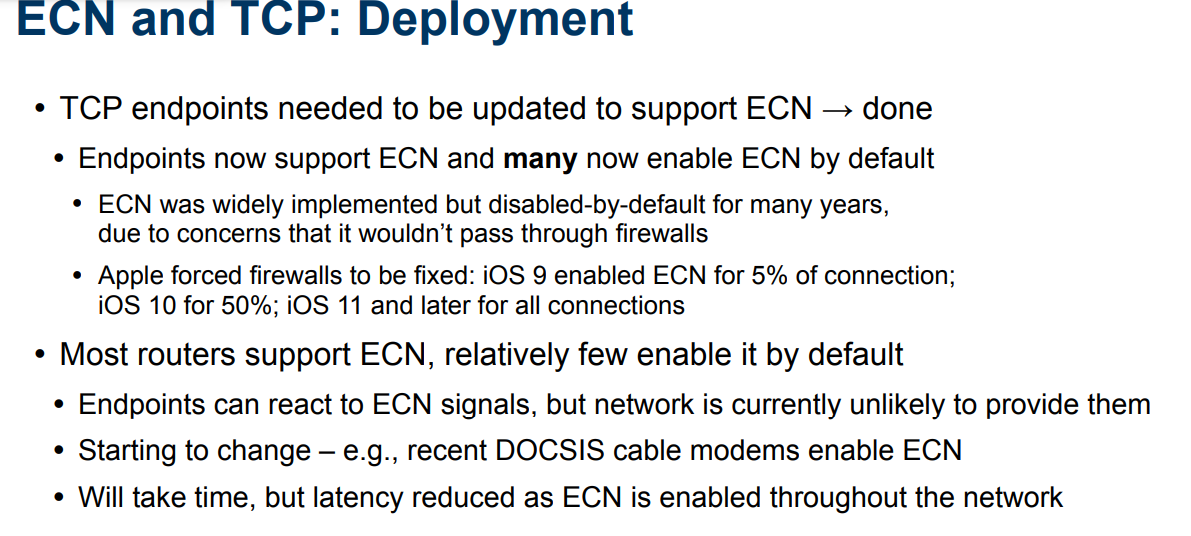 ECN and TCP: Deployment
• TCP endpoints needed to be updated to support ECN → done
• Endpoints now support ECN and many now enable ECN by default
• ECN was widely implemented but disabled-by-default for many years,
due to concerns that it wouldn’t pass through firewalls
• Apple forced firewalls to be fixed: iOS 9 enabled ECN for 5% of connection;
iOS 10 for 50%; iOS 11 and later for all connections
• Most routers support ECN, relatively few enable it by default
• Endpoints can react to ECN signals, but network is currently unlikely to provide them
• Starting to change – e.g., recent DOCSIS cable modems enable ECN
• Will take time, but latency reduced as ECN is enabled throughout the network